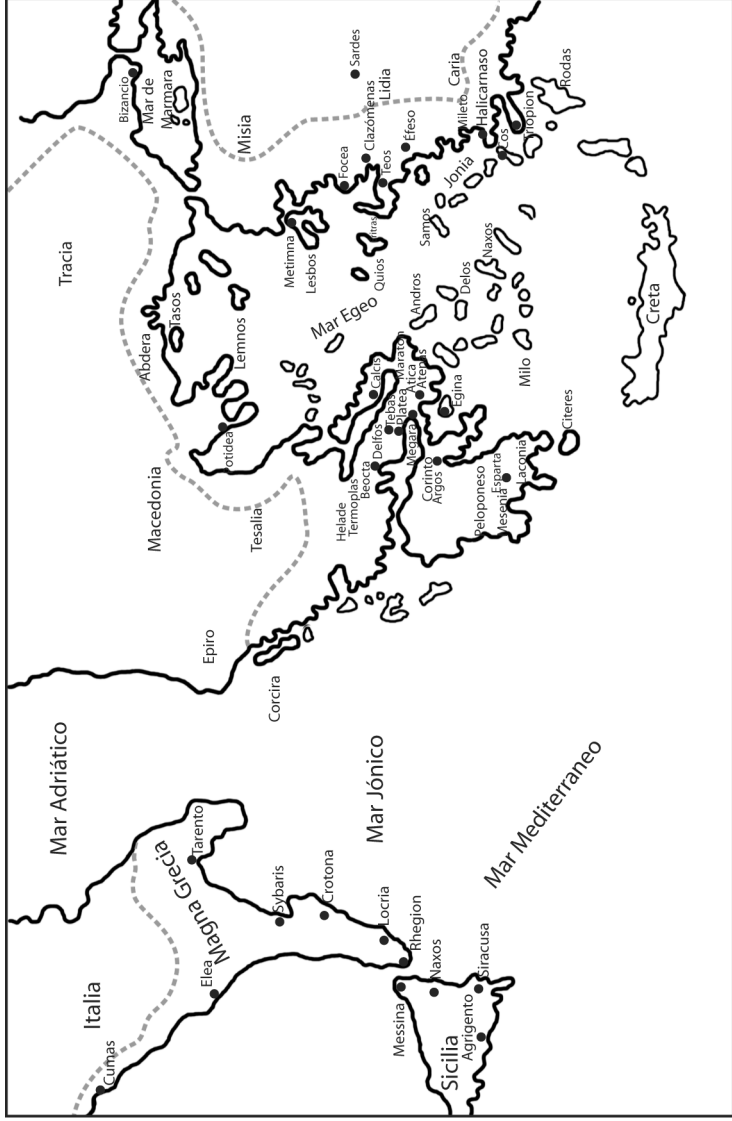 Italia
Cumas
Elea
Magna Grecia
Tarento
Sybaris
Crotona
Locria
Rhegion
Messina
Naxos
Siracusa
Sicilia
Agrigento
Mar Adriático
Mar Jónico
Mar Mediterraneo
Corcira
Epiro
Macedonia
Tesalia
Tracia
Abdera
Tasos
Lemnos
Helade
Termoplas
Delfos
Tebas
Platea
Calcis
Maratón
Ática
Megara
Egina
Corinto
Argos
Peloponeso
Esparta
Mesenia
Laconia
Citeres
Mar Egeo
Andros
Delos
Naxos
Milo
Creta
Bizancio
Mar de
Marmara
Misia
Metimna
Lesbos
Focea
Clazómenas
Lidia
Sardes
Teos
Éfeso
Quios
Samos
Jonia
Mileto
Caria
Halicarnaso
Cos
Rodas